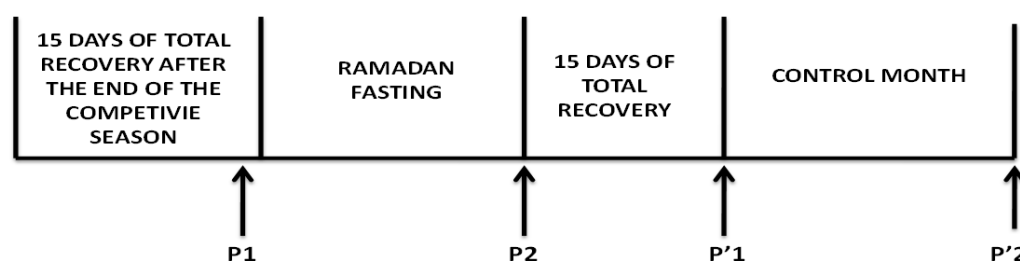 15 DAYS OF TOTAL
RECOVERY AFTER
THE END OF THE
COMPETIVIE
SEASON
RAMADAN
FASTING
15 DAYS OF
TOTAL
RECOVERY
CONTROL MONTH
P1
P2
P'1
P'2